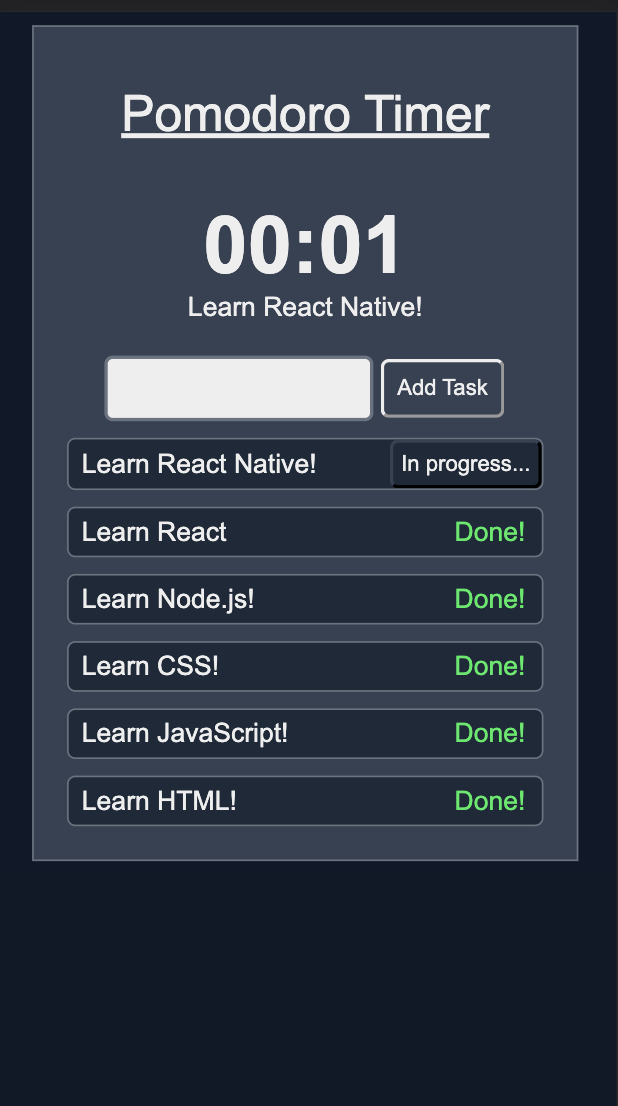 Pomodoro Timer
00:01
Learn React Native!
Add Task
Learn React Native! In progress...
Learn React Done!
Learn Node.js! Done!
Learn CSS! Done!
Learn JavaScript! Done!
Learn HTML! Done!